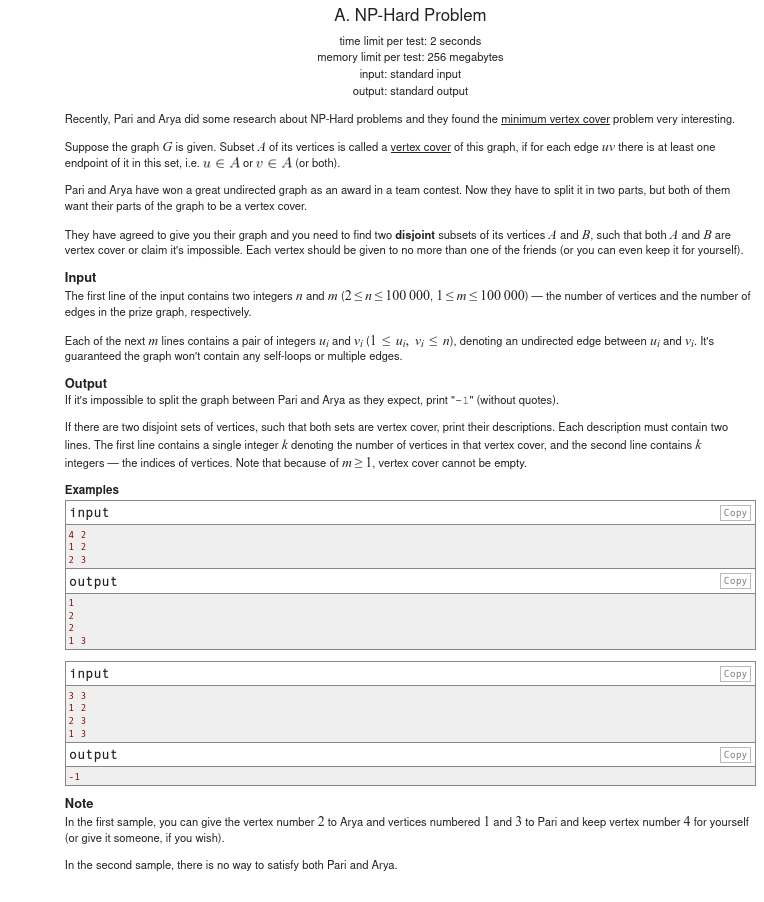 A. NP-Hard Problem
time limit per test: 2 seconds
memory limit per test: 256 megabytes
input: standard input
output: standard output
Recently, Pari and Arya did some research about NP-Hard problems and they found the minimum vertex cover problem very interesting.
Suppose the graph G is given. Subset A of its vertices is called a vertex cover of this graph, if for each edge uv there is at least one
endpoint of it in this set, i.e. u ∈ A or v ∈ A (or both).
Pari and Arya have won a great undirected graph as an award in a team contest. Now they have to split it in two parts, but both of them
want their parts of the graph to be a vertex cover.
They have agreed to give you their graph and you need to find two disjoint subsets of its vertices A and B, such that both A and B are
vertex cover or claim it's impossible. Each vertex should be given to no more than one of the friends (or you can even keep it for yourself).
Input
The first line of the input contains two integers n and m (2 ≤ n ≤ 100 000, 1 ≤ m ≤ 100 000) — the number of vertices and the number of
edges in the prize graph, respectively.
Each of the next m lines contains a pair of integers ui and vi (1 ≤ ui, vi ≤ n), denoting an undirected edge between ui and vi. It's
guaranteed the graph won't contain any self-loops or multiple edges.
Output
If it's impossible to split the graph between Pari and Arya as they expect, print "-1" (without quotes).
If there are two disjoint sets of vertices, such that both sets are vertex cover, print their descriptions. Each description must contain two
lines. The first line contains a single integer k denoting the number of vertices in that vertex cover, and the second line contains k
integers — the indices of vertices. Note that because of m ≥ 1, vertex cover cannot be empty.
Examples
input Copy
4 2
1 2
2 3
output Copy
1
2
2
1 3
input Copy
3 3
1 2
2 3
1 3
output Copy
-1
Note
In the first sample, you can give the vertex number 2 to Arya and vertices numbered 1 and 3 to Pari and keep vertex number 4 for yourself
(or give it someone, if you wish).
In the second sample, there is no way to satisfy both Pari and Arya.